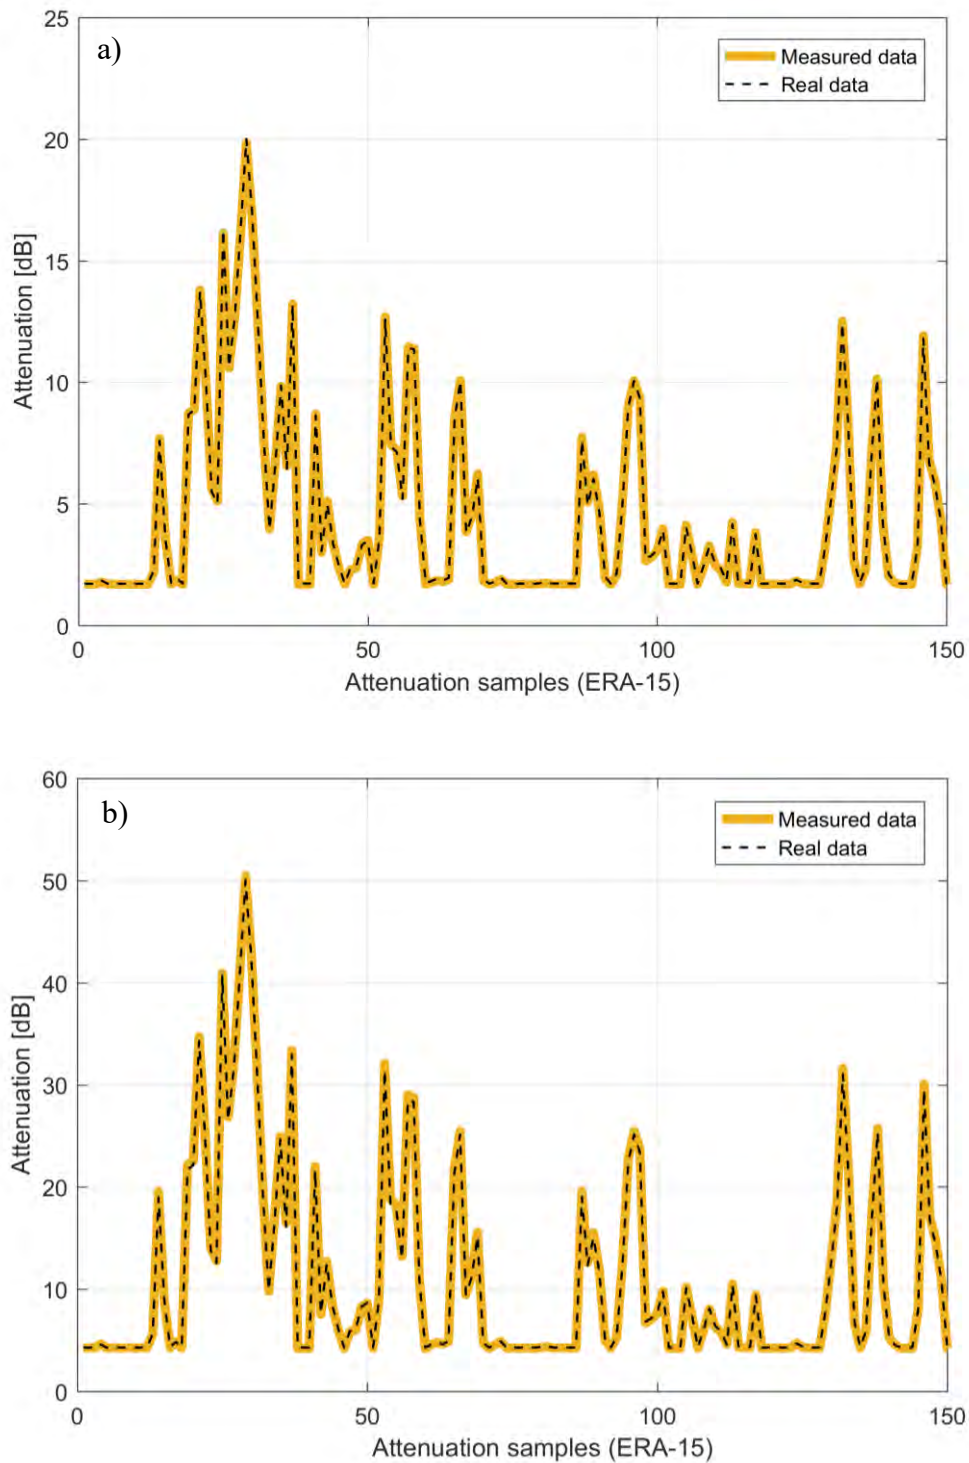 a)
25
20
15
10
5
0
Attenuation [dB]
Measured data
Real data
0 50 100 150
Attenuation samples (ERA-15)
b)
60
50
40
30
20
10
0
Attenuation [dB]
Measured data
Real data
0 50 100 150
Attenuation samples (ERA-15)